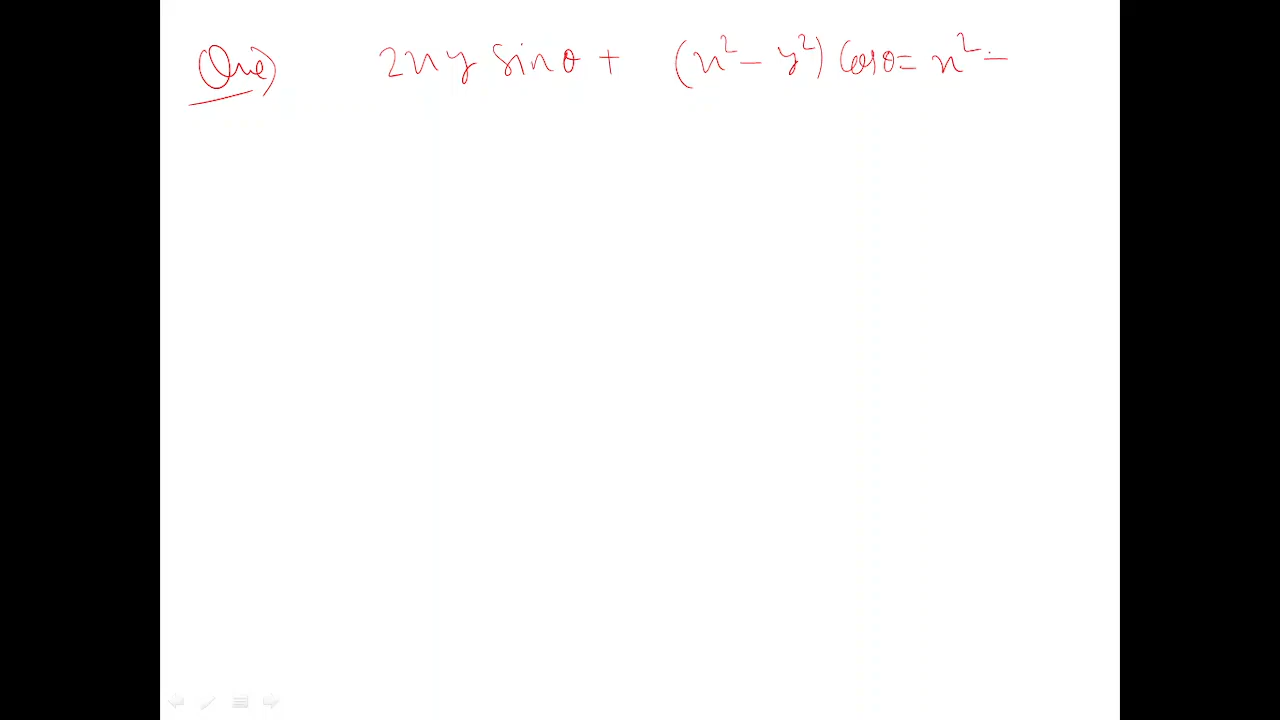 Que) 2xy sinθ + (x² - y²) cosθ = x² -